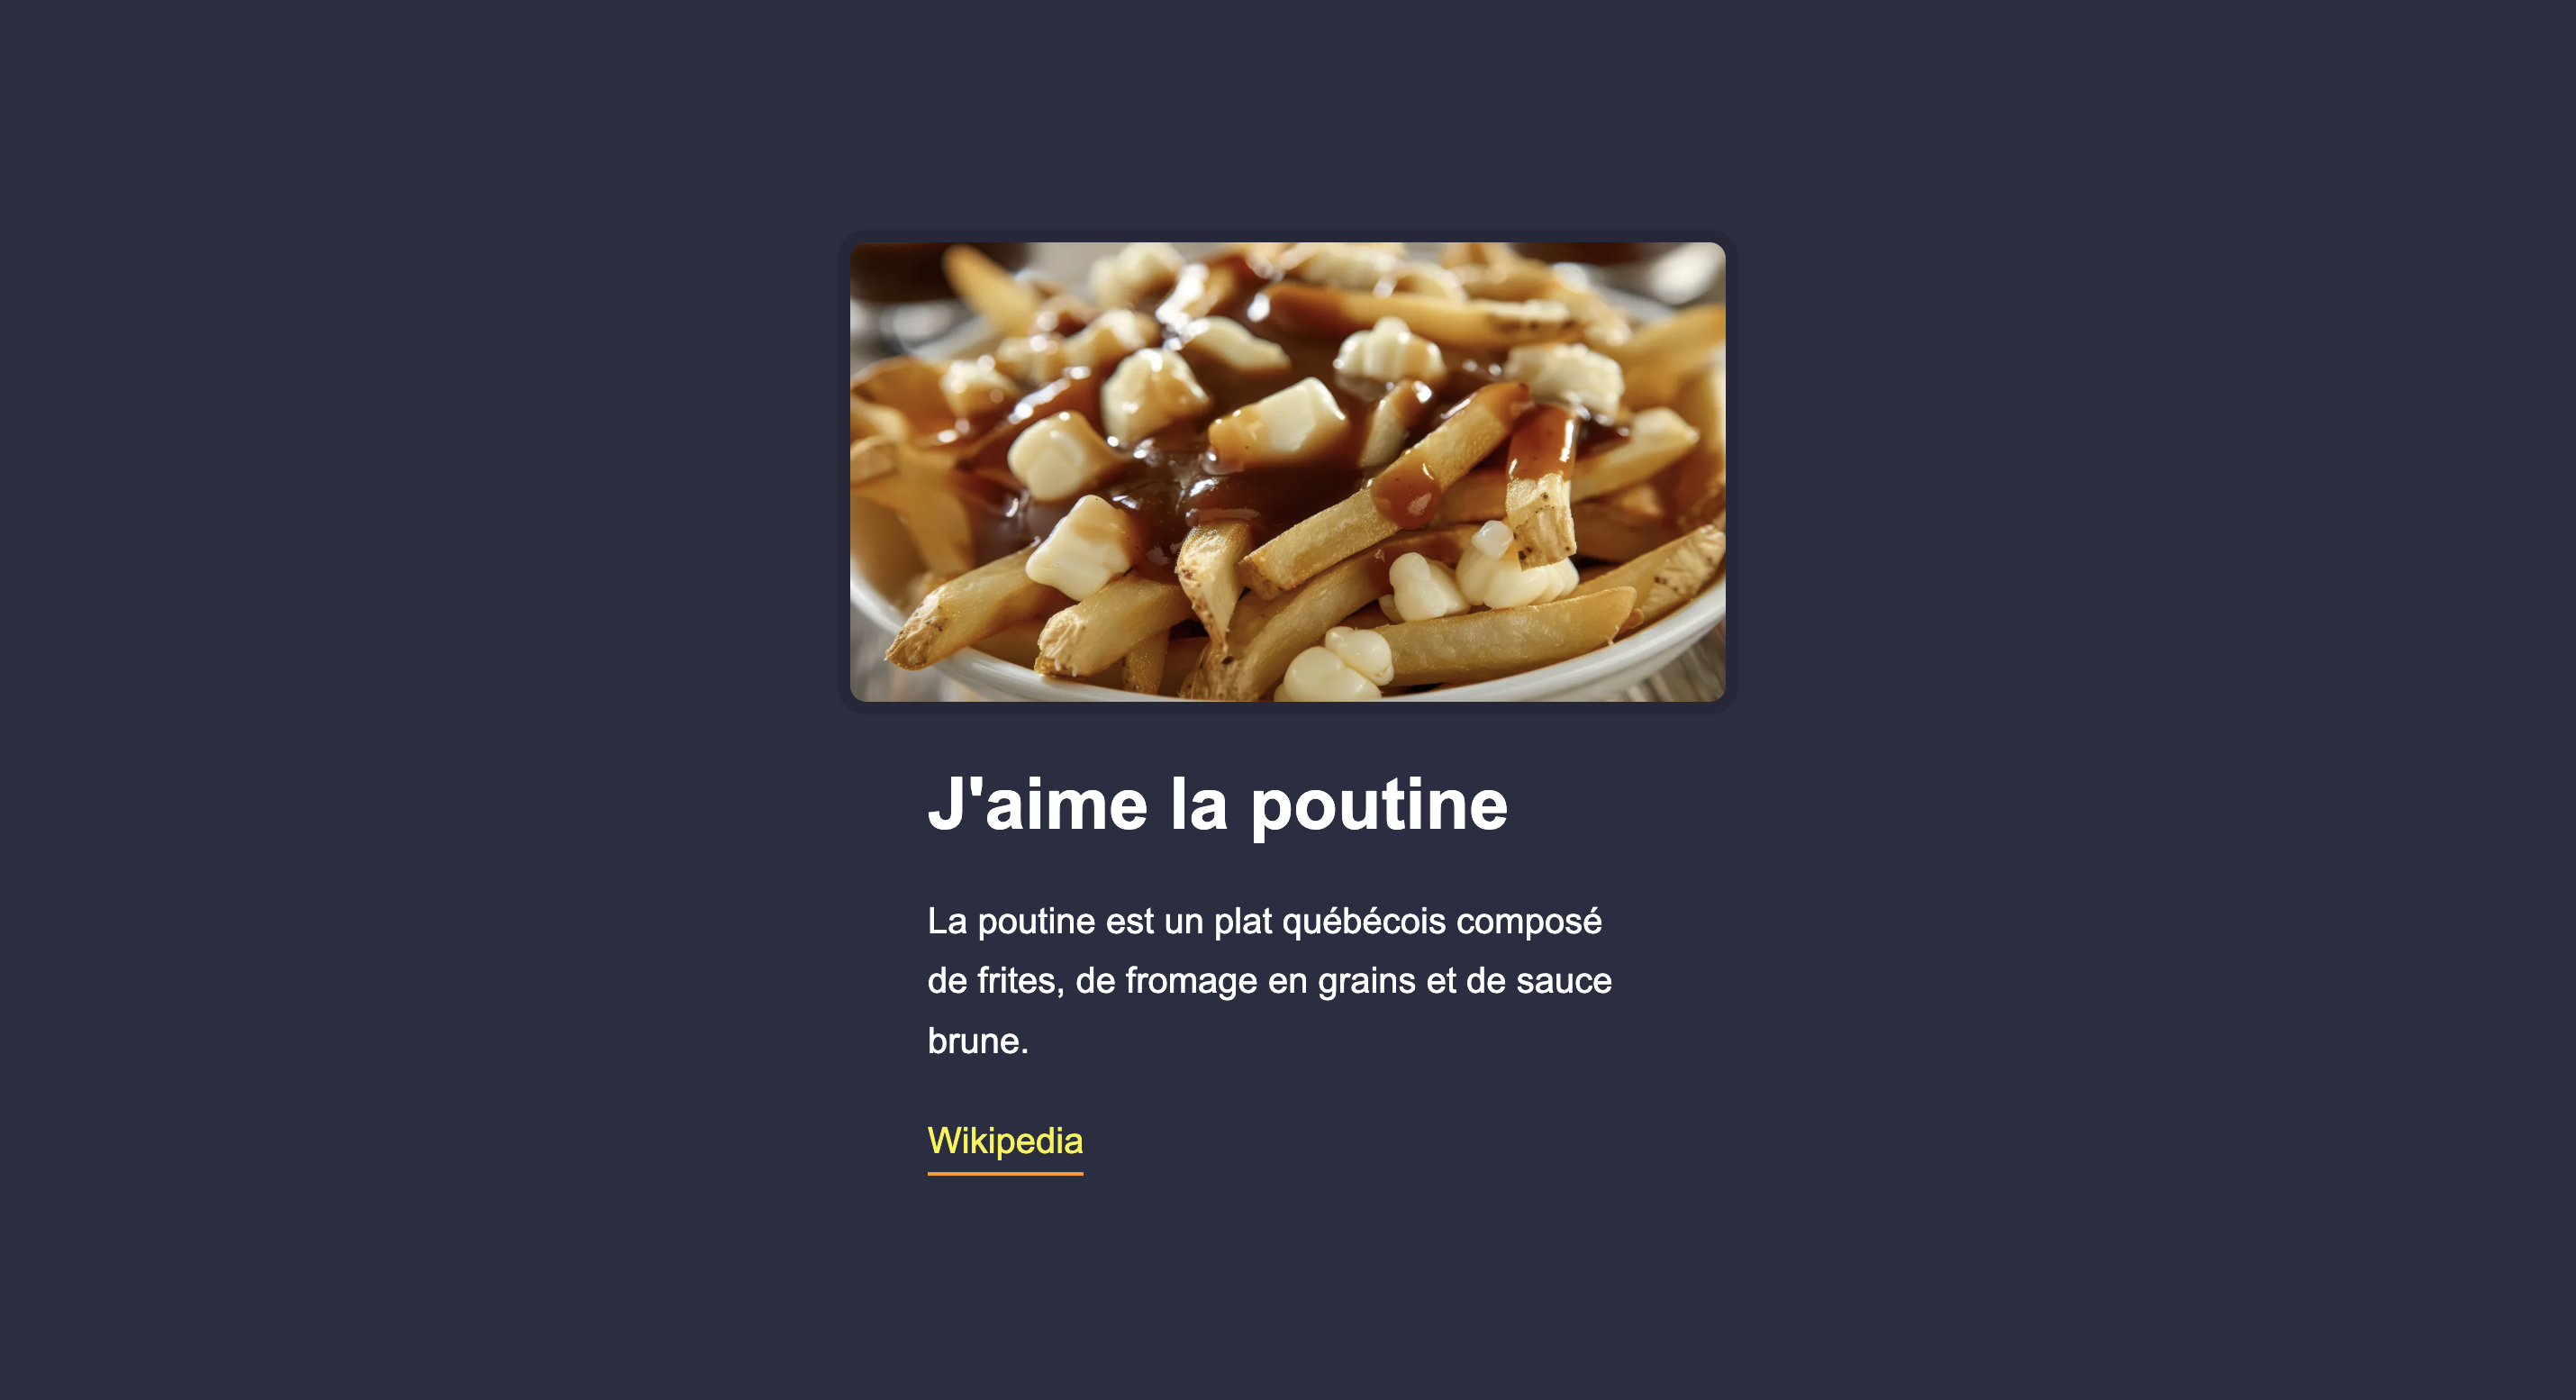 J'aime la poutine
La poutine est un plat québécois composé
de frites, de fromage en grains et de sauce
brune.
Wikipedia